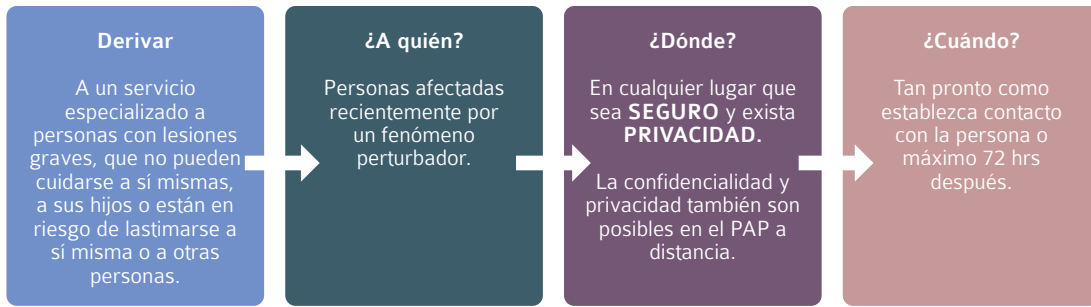 Derivar
A un servicio
especializado a
personas con lesiones
graves, que no pueden
cuidarse a sí mismas,
a sus hijos o están en
riesgo de lastimarse a
sí misma o a otras
personas.
¿A quién?
Personas afectadas
recientemente por
un fenómeno
perturbador.
¿Dónde?
En cualquier lugar que
sea SEGURO y exista
PRIVACIDAD.
La confidencialidad y
privacidad también son
posibles en el PAP a
distancia.
¿Cuándo?
Tan pronto como
establezca contacto
con la persona o
máximo 72 hrs
después.